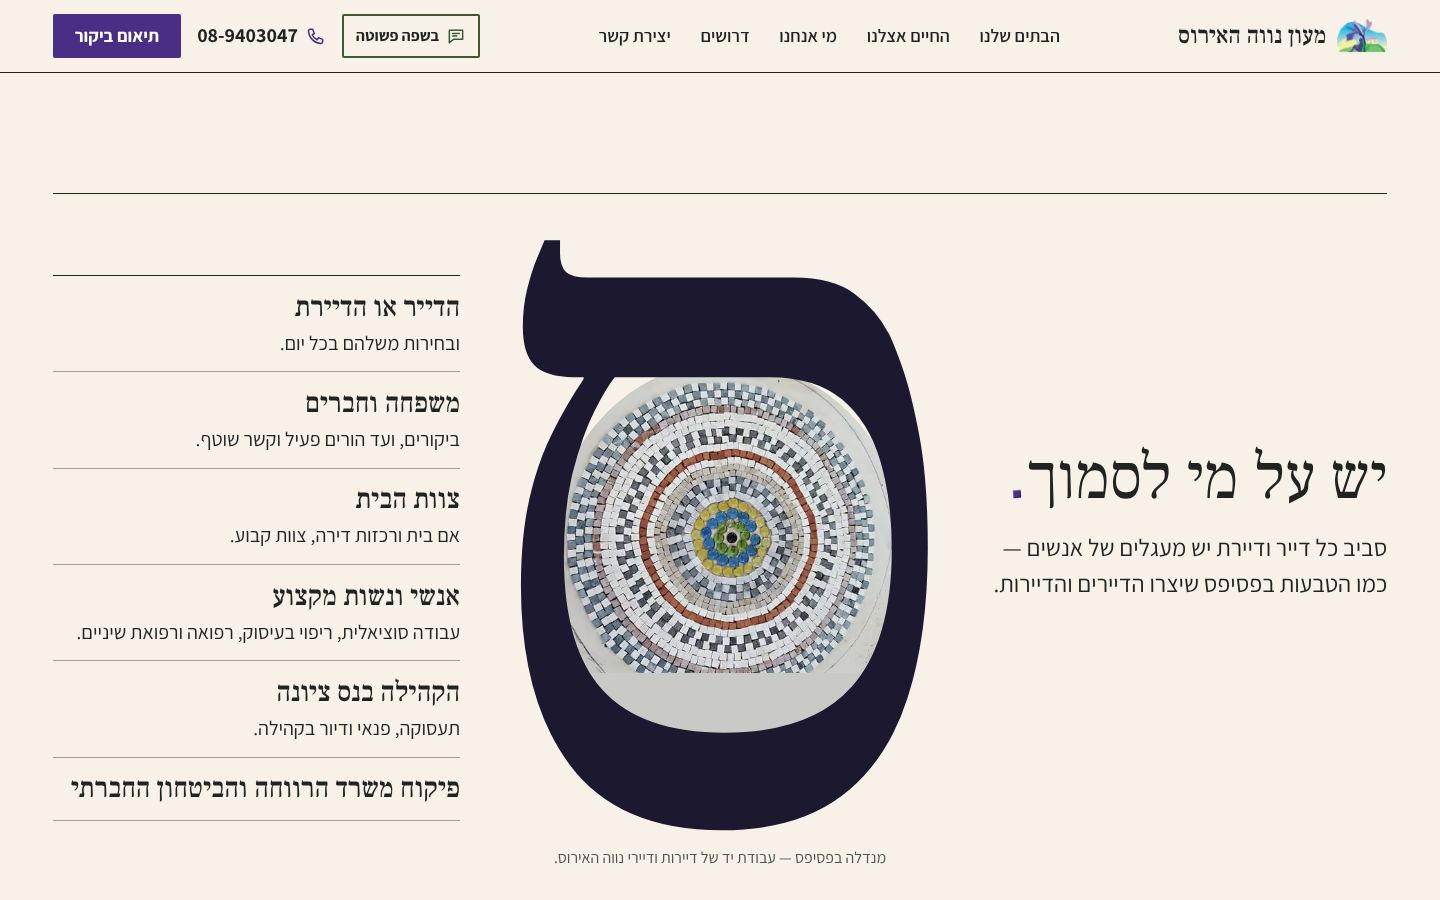 מעון נווה האירוס
הבתים שלנו
החיים אצלנו
מי אנחנו
דרושים
יצירת קשר
בשפה פשוטה
08-9403047
תיאום ביקור
יש על מי לסמוך.
סביב כל דייר ודיירת יש מעגלים של אנשים —
כמו הטבעות בפסיפס שיצרו הדיירים והדיירות.
ס
מנדלה בפסיפס — עבודת יד של דיירות ודיירי נווה האירוס.
הדייר או הדיירת
ובחירות משלהם בכל יום.
משפחה וחברים
ביקורים, ועד הורים פעיל וקשר שוטף.
צוות הבית
אם בית ורכזות דירה, צוות קבוע.
אנשי ונשות מקצוע
עבודה סוציאלית, ריפוי בעיסוק, רפואה ורפואת שיניים.
הקהילה בנס ציונה
תעסוקה, פנאי ודיור בקהילה.
פיקוח משרד הרווחה והביטחון החברתי